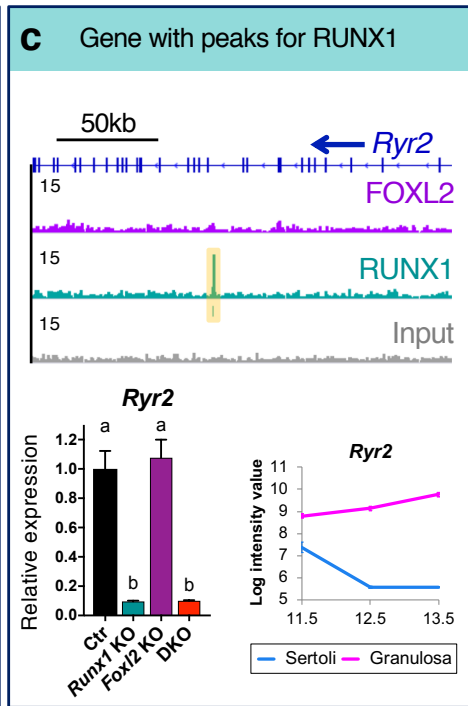 c Gene with peaks for RUNX1
50kb
Ryr2
15 FOXL2
15 RUNX1
15 Input
Ryr2
Relative expression
1.2
1.0
0.8
0.6
0.4
0.2
0.0
a
b
a
b
Ctr
Runx1 KO
Foxl2 KO
DKO
Ryr2
Log intensity value
11
10
9
8
7
6
5
11.5 12.5 13.5
Sertoli Granulosa